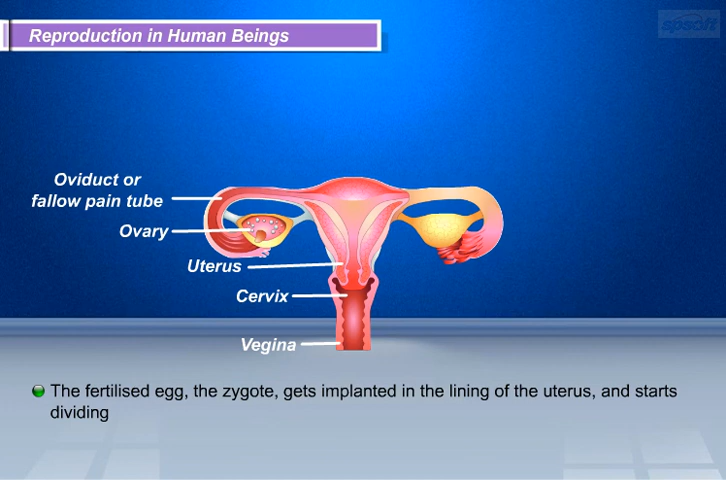 Reproduction in Human Beings
spsoft
Oviduct or
fallow pain tube
Ovary
Uterus
Cervix
Vegina
The fertilised egg, the zygote, gets implanted in the lining of the uterus, and starts
dividing